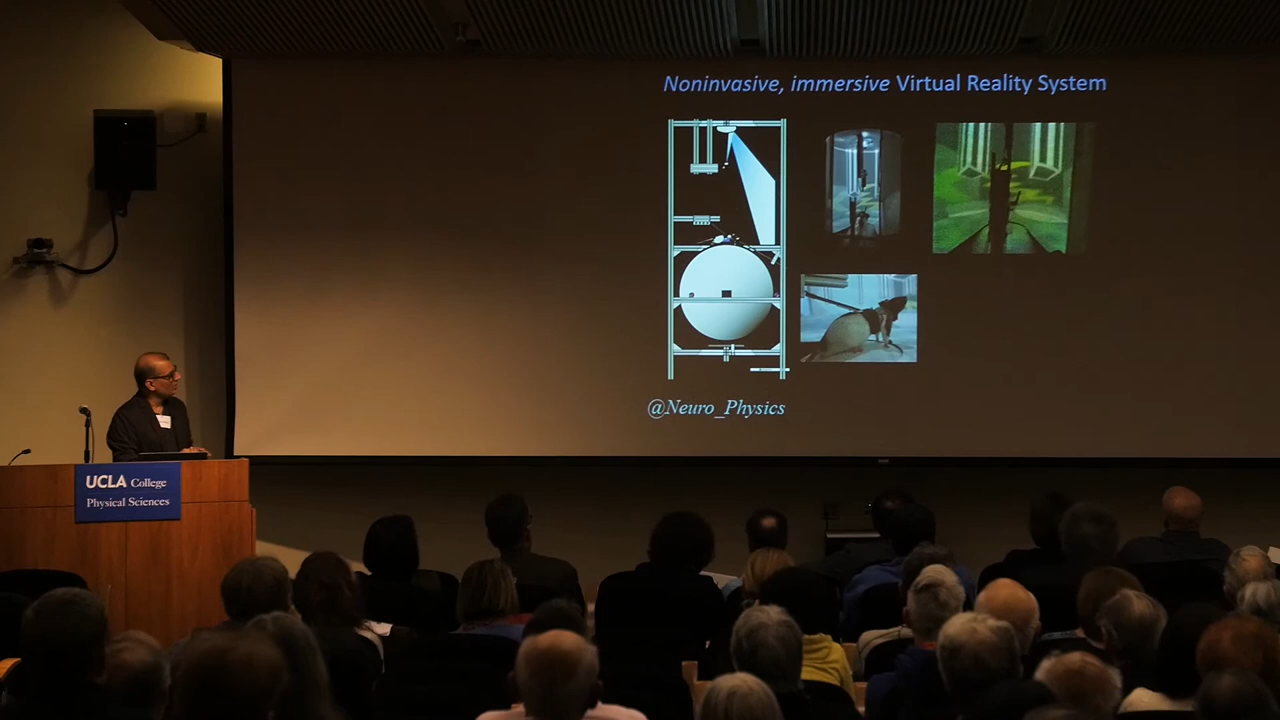 Noninvasive, immersive Virtual Reality System
@Neuro_Physics
UCLA College
Physical Sciences